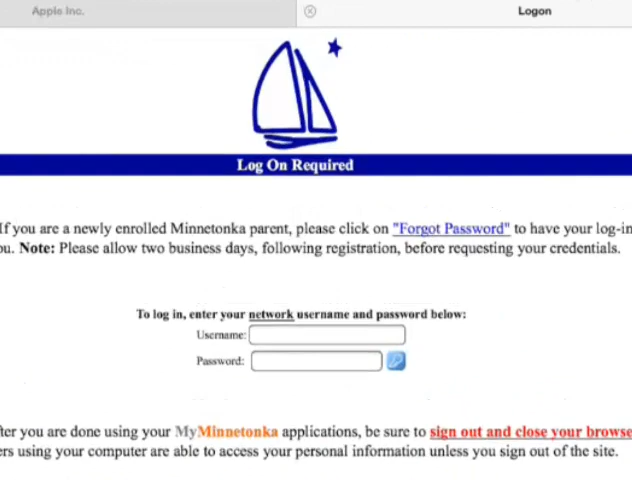 Apple Inc.
Logon
Log On Required
If you are a newly enrolled Minnetonka parent, please click on "Forgot Password" to have your log-in
ou. Note: Please allow two business days, following registration, before requesting your credentials.
To log in, enter your network username and password below:
Username:
Password:
fter you are done using your MyMinnetonka applications, be sure to sign out and close your browse
ers using your computer are able to access your personal information unless you sign out of the site.